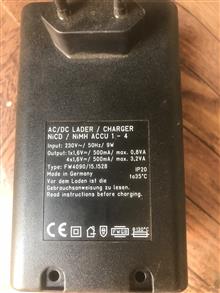 AC/DC LADER / CHARGER
NiCD / NiMH ACCU 1 - 4
Input: 230V~/ 50Hz/ 9W
Output:1x1,6V⎓/ 500mA/ max. 0,8VA
4x1,6V⎓/ 500mA/ max. 3,2VA
Type: FW4090/15.1528 IP20
Made in Germany ta35°C
Vor dem Laden ist die
Gebrauchsanweisung zu lesen.
Read instructions before charging.
CE